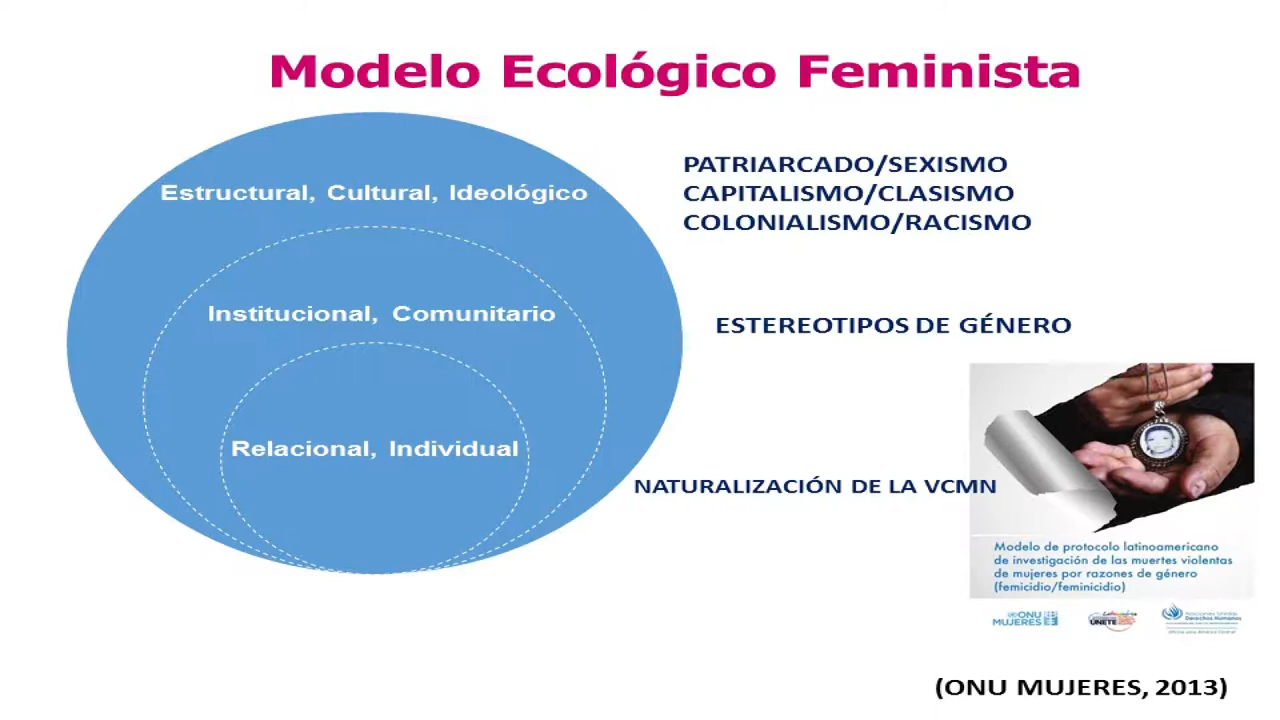 Modelo Ecológico Feminista
Estructural, Cultural, Ideológico
PATRIARCADO/SEXISMO
CAPITALISMO/CLASISMO
COLONIALISMO/RACISMO
Institucional, Comunitario
ESTEREOTIPOS DE GÉNERO
Relacional, Individual
NATURALIZACIÓN DE LA VCMN
Modelo de protocolo latinoamericano
de investigación de las muertes violentas
de mujeres por razones de género
(femicidio/feminicidio)
ONU
MUJERES
ÚNETE
Naciones Unidas
Derechos Humanos
(ONU MUJERES, 2013)